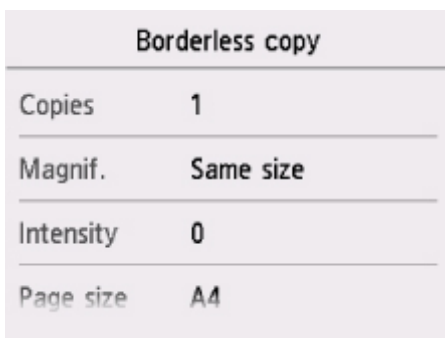 Borderless copy
Copies 1
Magnif. Same size
Intensity 0
Page size A4